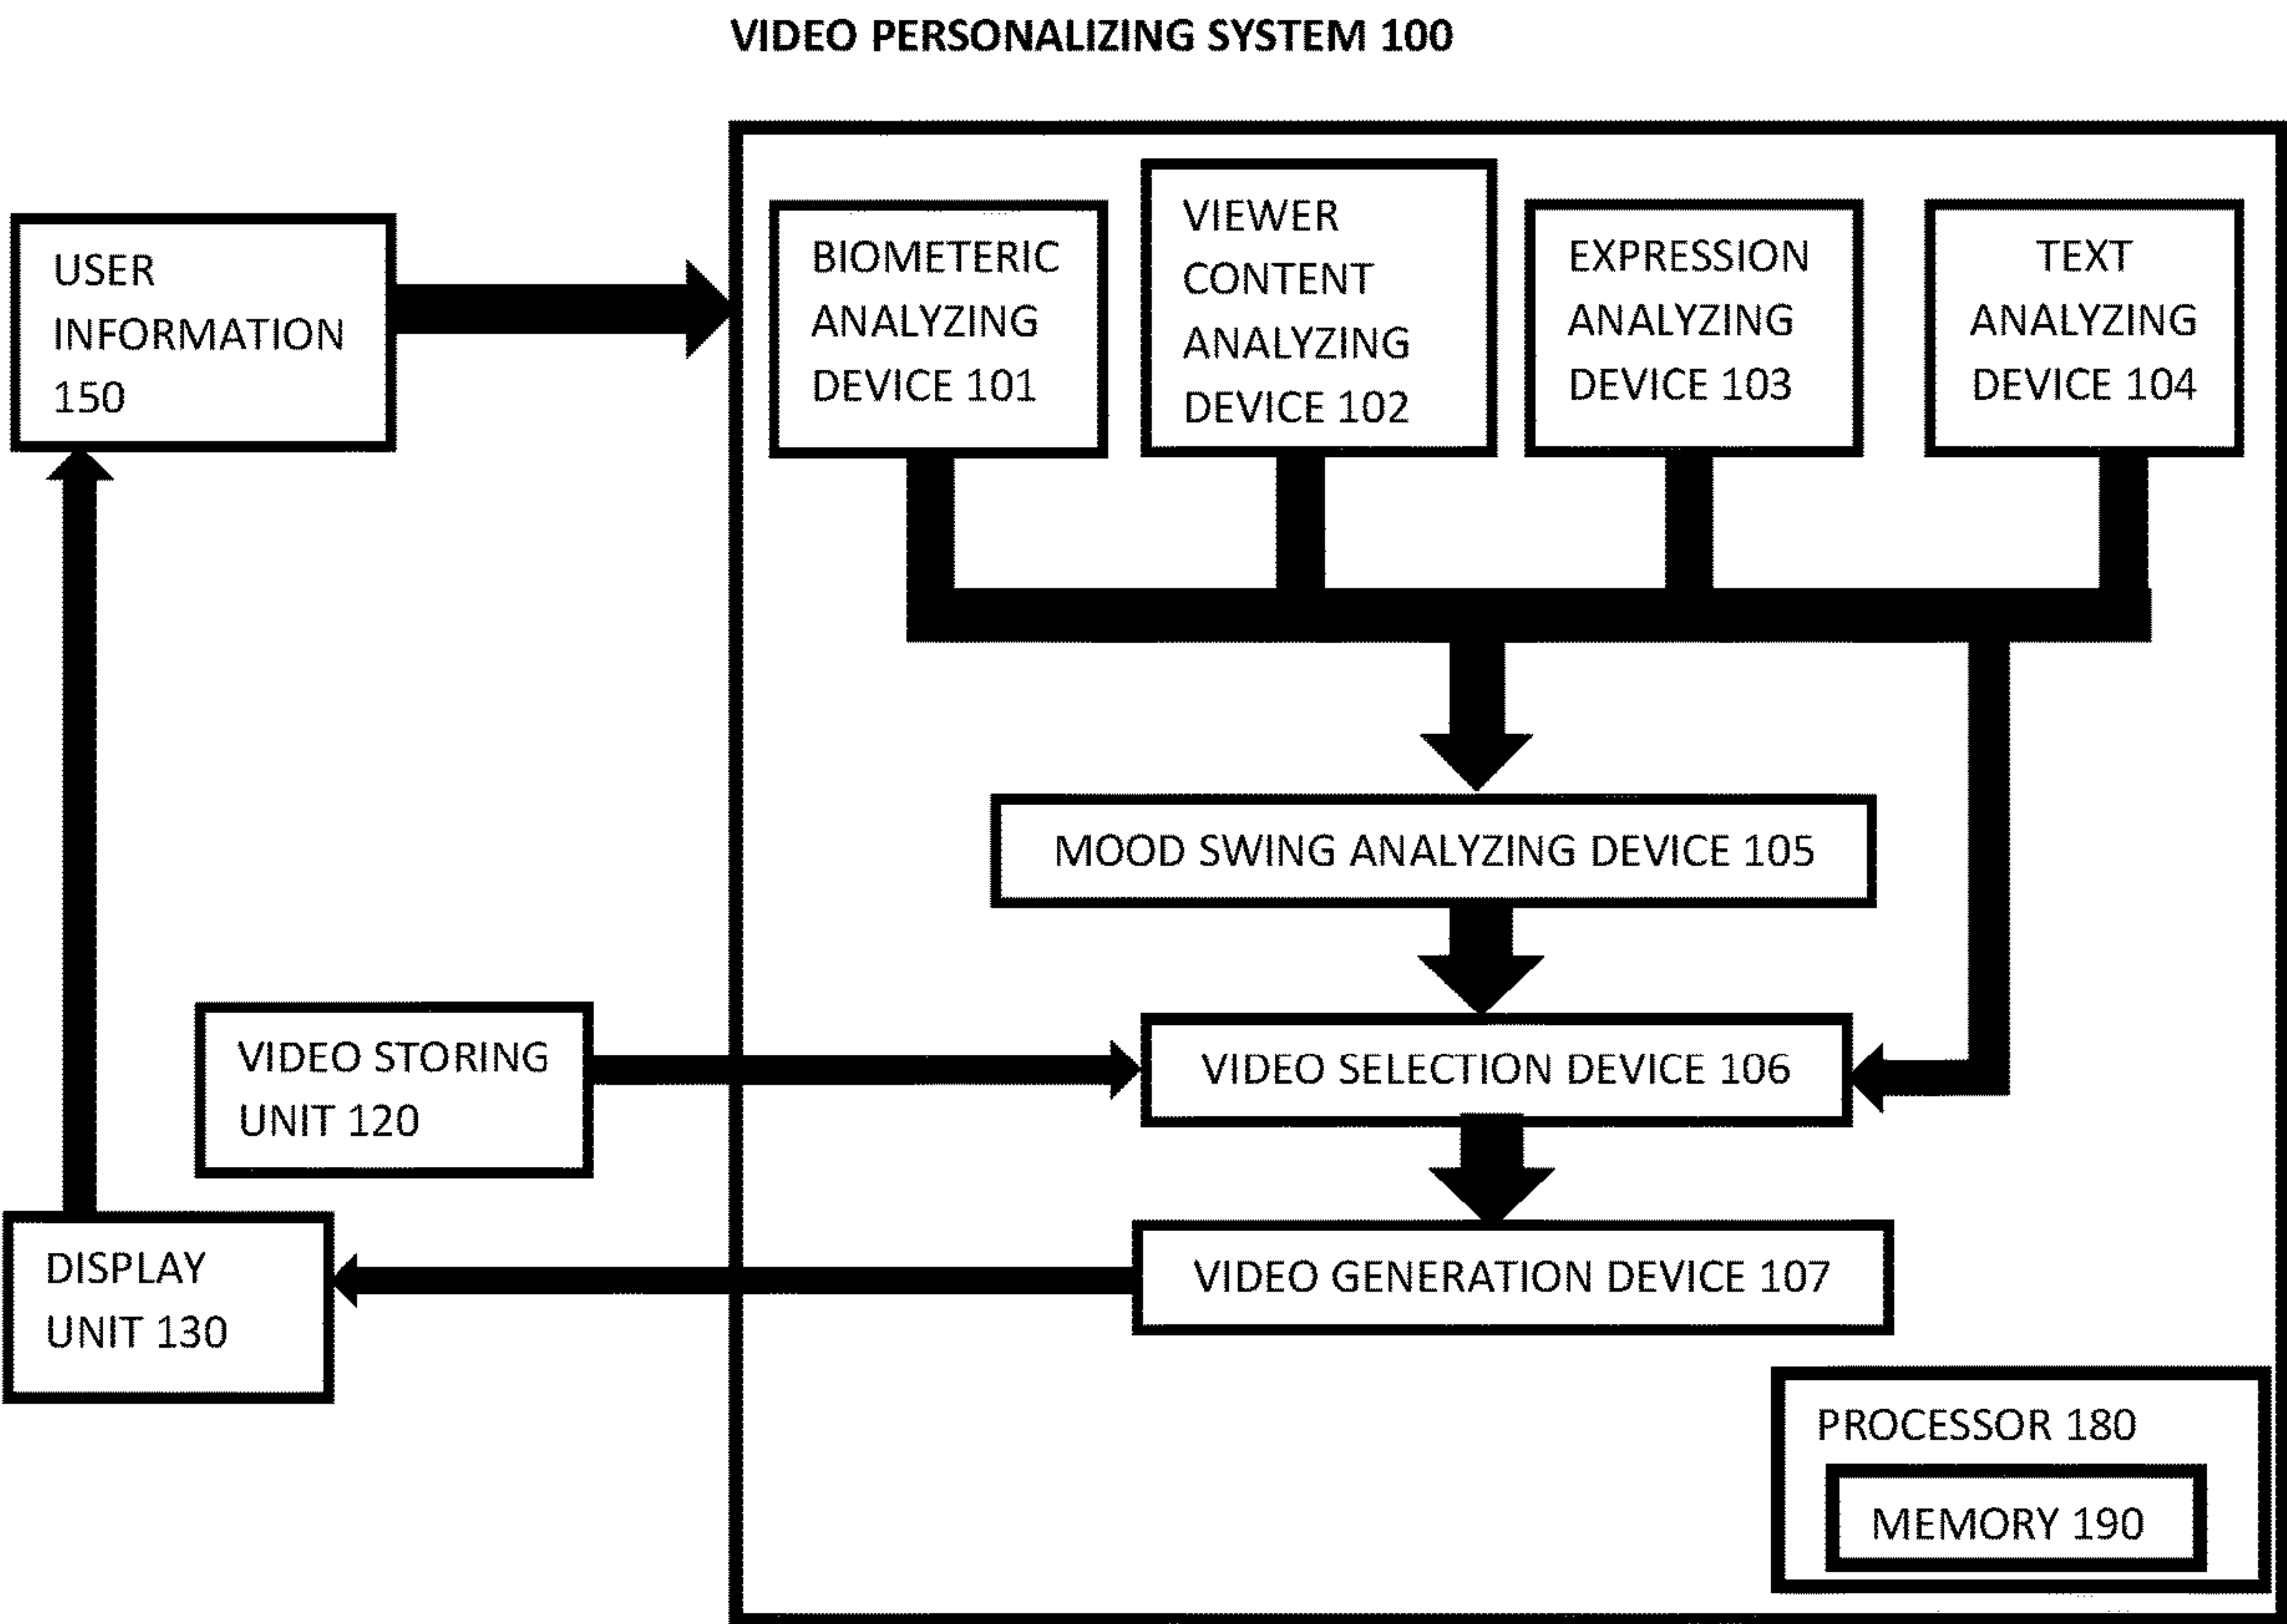 VIDEO PERSONALIZING SYSTEM 100
USER
INFORMATION
150
BIOMETERIC
ANALYZING
DEVICE 101
VIEWER
CONTENT
ANALYZING
DEVICE 102
EXPRESSION
ANALYZING
DEVICE 103
TEXT
ANALYZING
DEVICE 104
MOOD SWING ANALYZING DEVICE 105
VIDEO STORING
UNIT 120
VIDEO SELECTION DEVICE 106
DISPLAY
UNIT 130
VIDEO GENERATION DEVICE 107
PROCESSOR 180
MEMORY 190